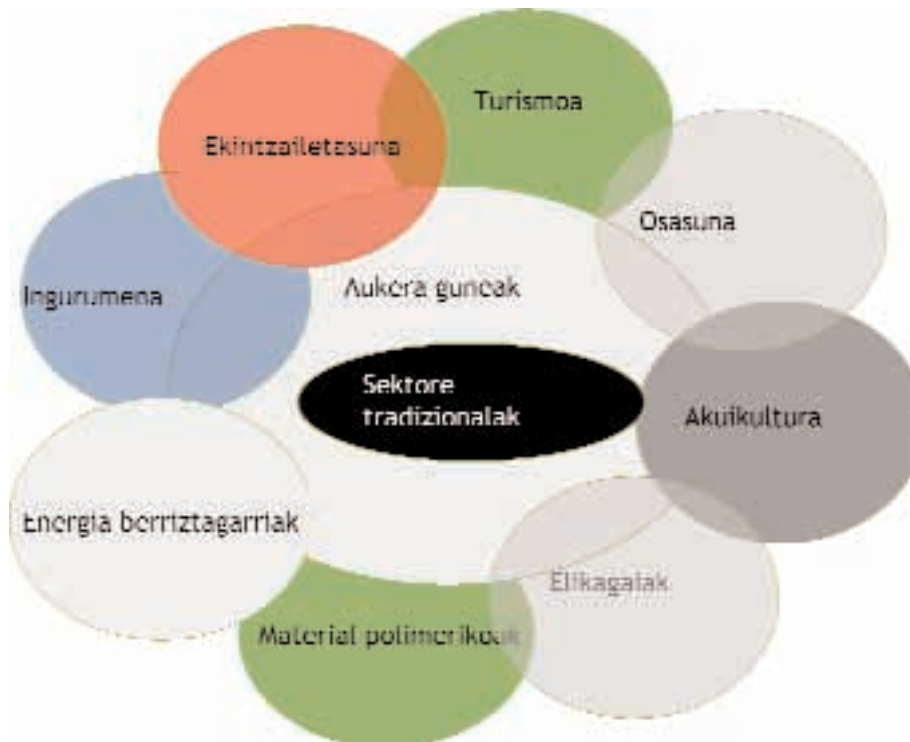 Turismoa
Ekintzailetasuna
Osasuna
Aukera guneak
Ingurumena
Sektore
tradizionalak
Akuikultura
Energia berriztagarriak
Elikagaiak
Material polimerikoak